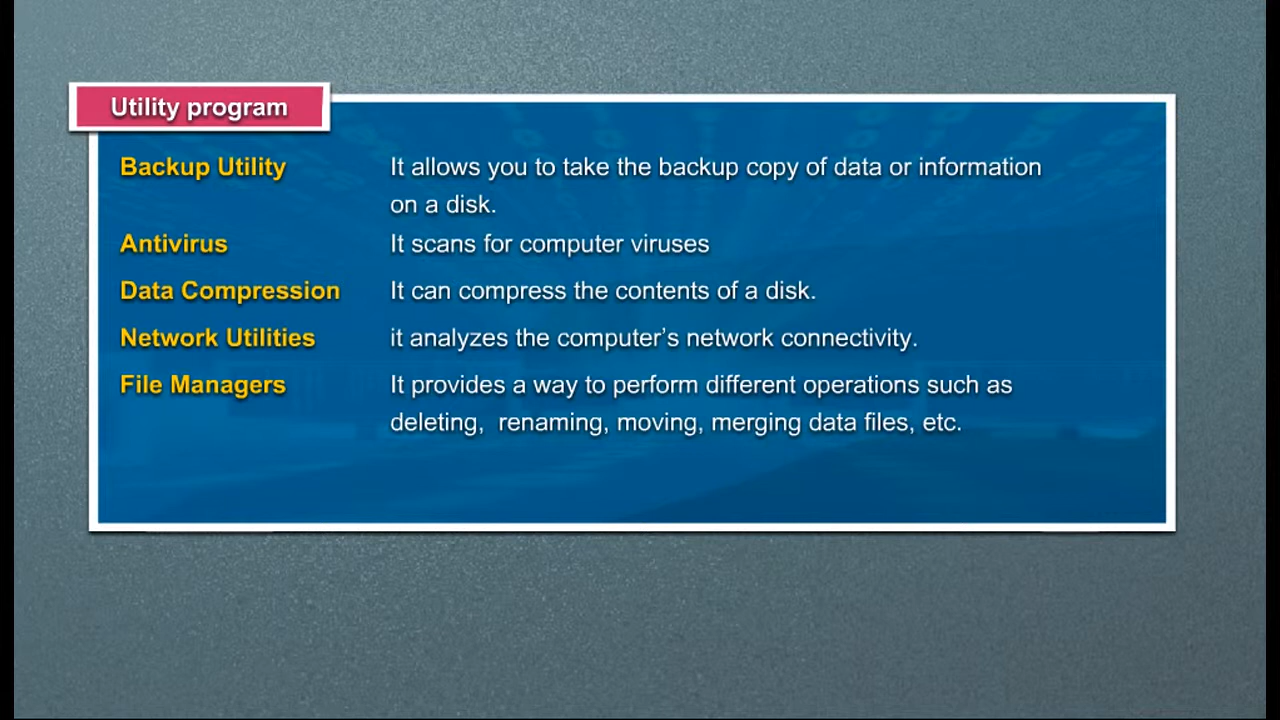 Utility program
Backup Utility It allows you to take the backup copy of data or information
on a disk.
Antivirus It scans for computer viruses
Data Compression It can compress the contents of a disk.
Network Utilities it analyzes the computer’s network connectivity.
File Managers It provides a way to perform different operations such as
deleting,  renaming, moving, merging data files, etc.